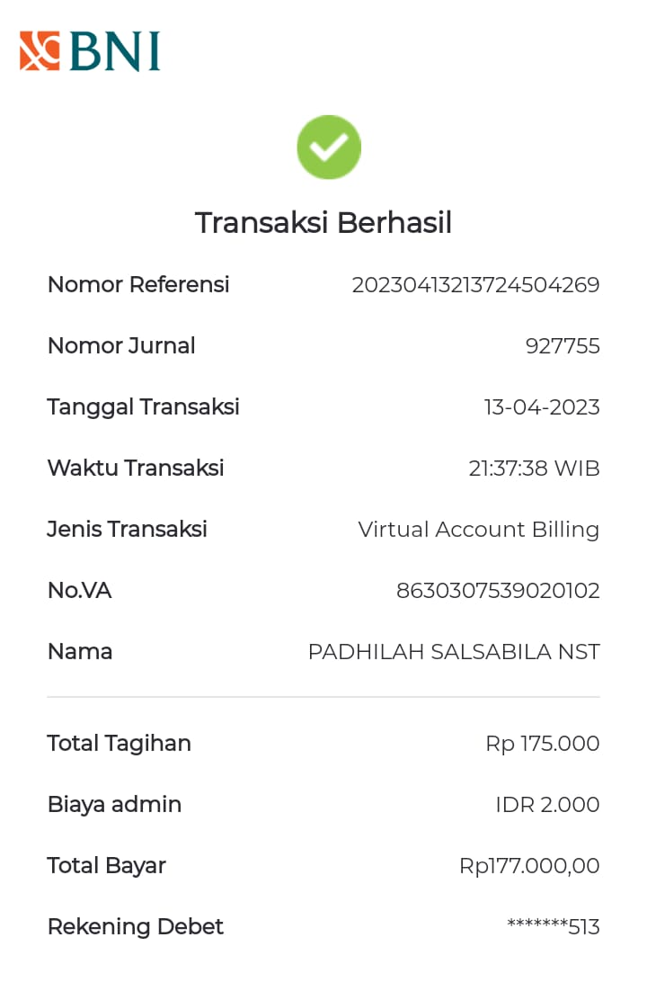 BNI
Transaksi Berhasil
Nomor Referensi 20230413213724504269
Nomor Jurnal 927755
Tanggal Transaksi 13-04-2023
Waktu Transaksi 21:37:38 WIB
Jenis Transaksi Virtual Account Billing
No.VA 8630307539020102
Nama PADHILAH SALSABILA NST
Total Tagihan Rp 175.000
Biaya admin IDR 2.000
Total Bayar Rp177.000,00
Rekening Debet *******513